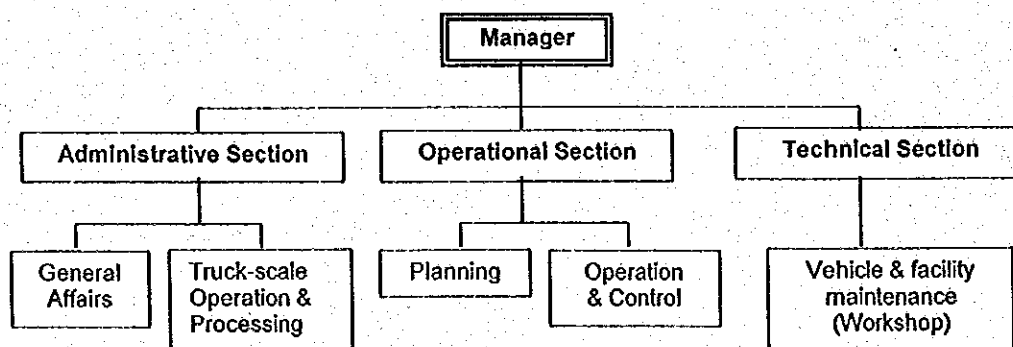 Manager
Administrative Section
Operational Section
Technical Section
General
Affairs
Truck-scale
Operation &
Processing
Planning
Operation
& Control
Vehicle & facility
maintenance
(Workshop)